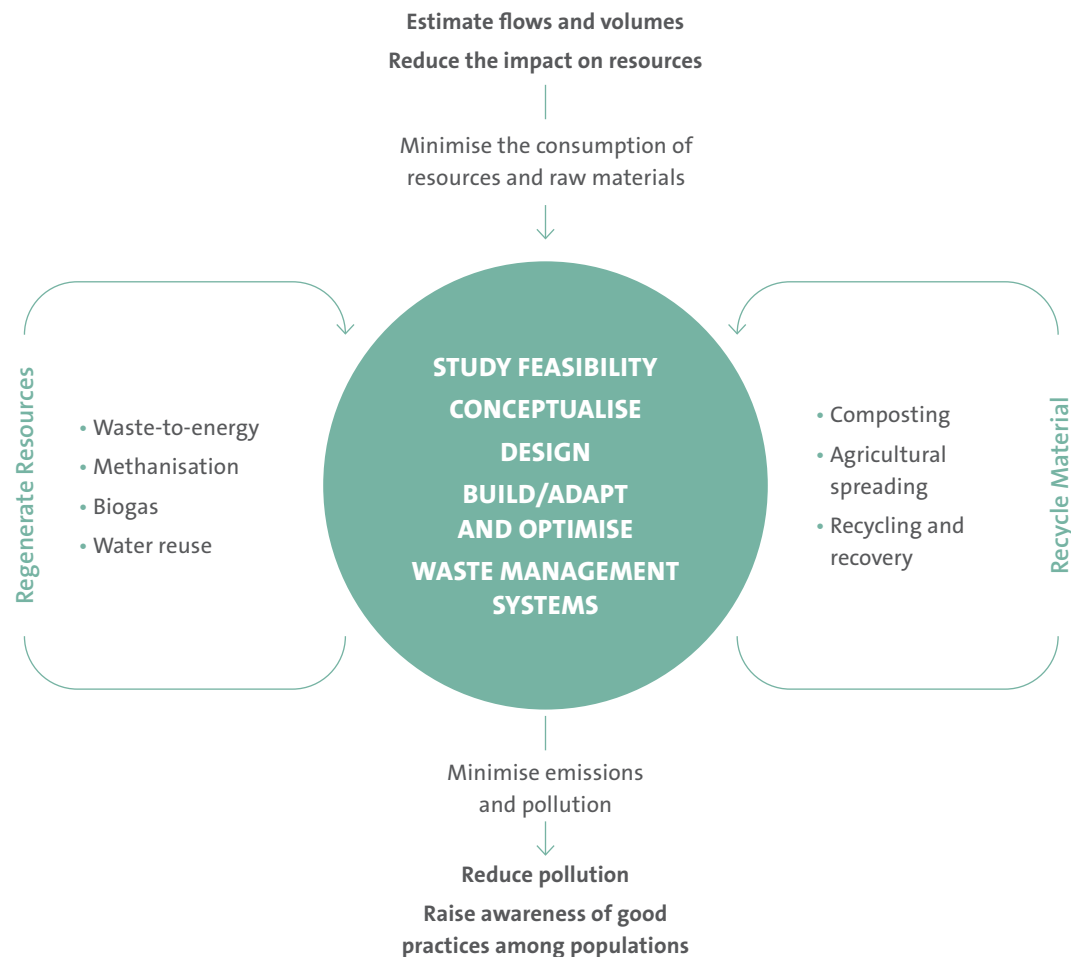 Estimate flows and volumes
Reduce the impact on resources
Minimise the consumption of
resources and raw materials
Regenerate Resources
• Waste-to-energy
• Methanisation
• Biogas
• Water reuse
STUDY FEASIBILITY
CONCEPTUALISE
DESIGN
BUILD/ADAPT
AND OPTIMISE
WASTE MANAGEMENT
SYSTEMS
• Composting
• Agricultural
spreading
• Recycling and
recovery
Recycle Material
Minimise emissions
and pollution
Reduce pollution
Raise awareness of good
practices among populations